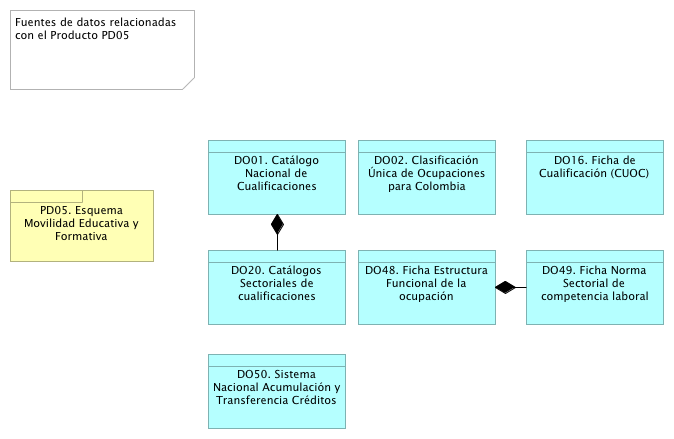 Fuentes de datos relacionadas
con el Producto PD05
DO01. Catálogo
Nacional de
Cualificaciones
DO02. Clasificación
Única de Ocupaciones
para Colombia
DO16. Ficha de
Cualificación (CUOC)
PD05. Esquema
Movilidad Educativa y
Formativa
DO20. Catálogos
Sectoriales de
cualificaciones
DO48. Ficha Estructura
Funcional de la
ocupación
DO49. Ficha Norma
Sectorial de
competencia laboral
DO50. Sistema
Nacional Acumulación y
Transferencia Créditos